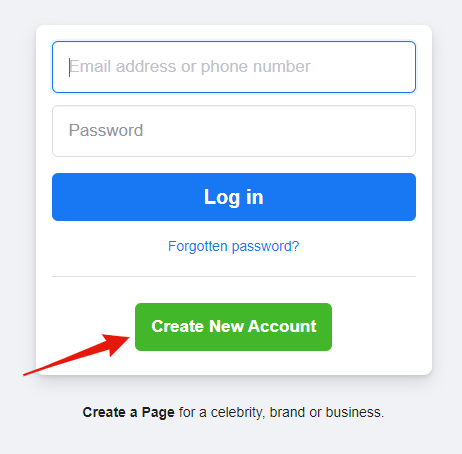 Email address or phone number
Password
Log in
Forgotten password?
Create New Account
Create a Page for a celebrity, brand or business.